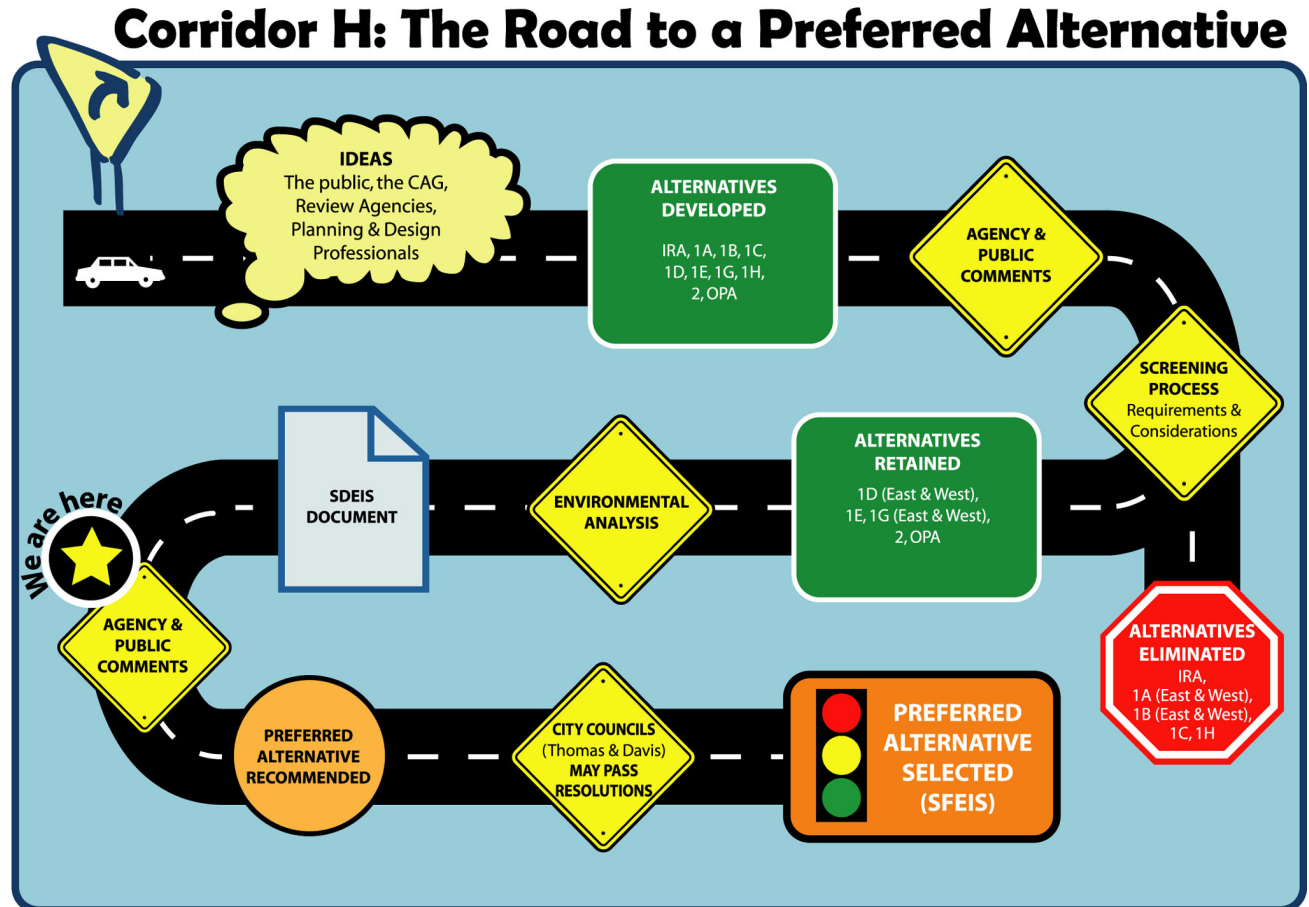 Corridor H: The Road to a Preferred Alternative
IDEAS
The public, the CAG,
Review Agencies,
Planning & Design
Professionals
ALTERNATIVES
DEVELOPED
IRA, 1A, 1B, 1C,
1D, 1E, 1G, 1H,
2, OPA
AGENCY &
PUBLIC
COMMENTS
SCREENING
PROCESS
Requirements &
Considerations
ALTERNATIVES
ELIMINATED
IRA,
1A (East & West),
1B (East & West),
1C, 1H
ALTERNATIVES
RETAINED
1D (East & West),
1E, 1G (East & West),
2, OPA
ENVIRONMENTAL
ANALYSIS
SDEIS
DOCUMENT
We are here
AGENCY &
PUBLIC
COMMENTS
PREFERRED
ALTERNATIVE
RECOMMENDED
CITY COUNCILS
(Thomas & Davis)
MAY PASS
RESOLUTIONS
PREFERRED
ALTERNATIVE
SELECTED
(SFEIS)